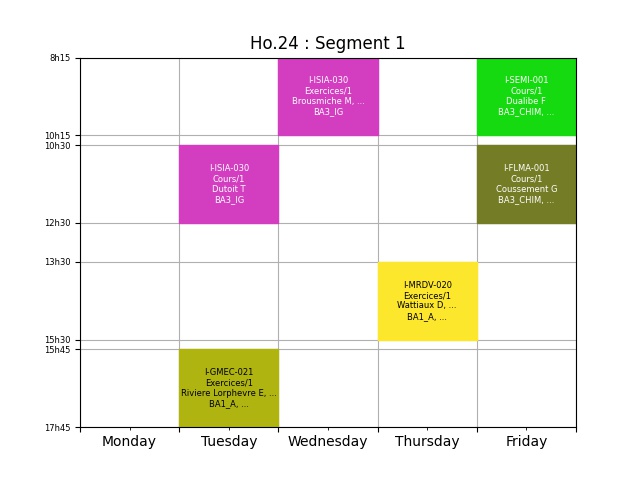 Ho.24 : Segment 1
8h15
I-ISIA-030
Exercices/1
Brousmiche M, ...
BA3_IG
I-SEMI-001
Cours/1
Dualibe F
BA3_CHIM, ...
10h15
10h30
I-ISIA-030
Cours/1
Dutoit T
BA3_IG
I-FLMA-001
Cours/1
Coussement G
BA3_CHIM, ...
12h30
13h30
I-MRDV-020
Exercices/1
Wattiaux D, ...
BA1_A, ...
15h30
15h45
I-GMEC-021
Exercices/1
Riviere Lorphevre E, ...
BA1_A, ...
17h45
Monday Tuesday Wednesday Thursday Friday